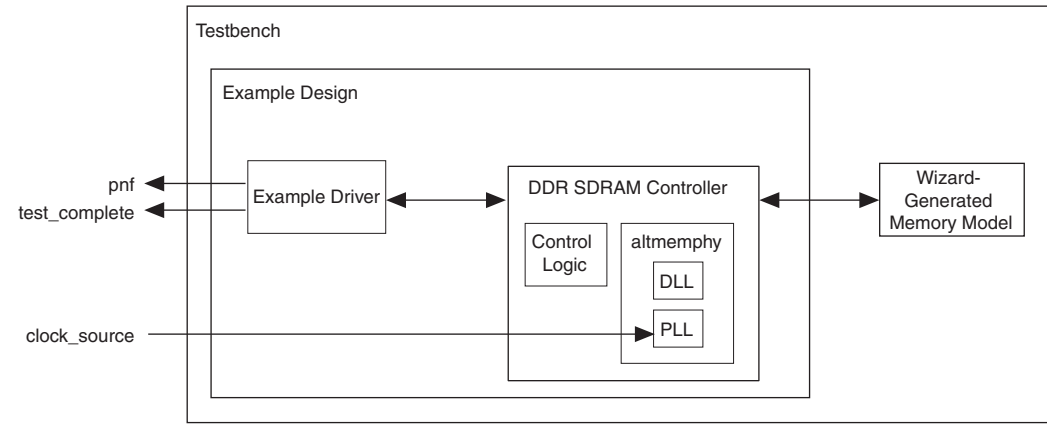 Testbench
Example Design
pnf
test_complete
Example Driver
DDR SDRAM Controller
Control
Logic
altmemphy
DLL
PLL
Wizard-
Generated
Memory Model
clock_source